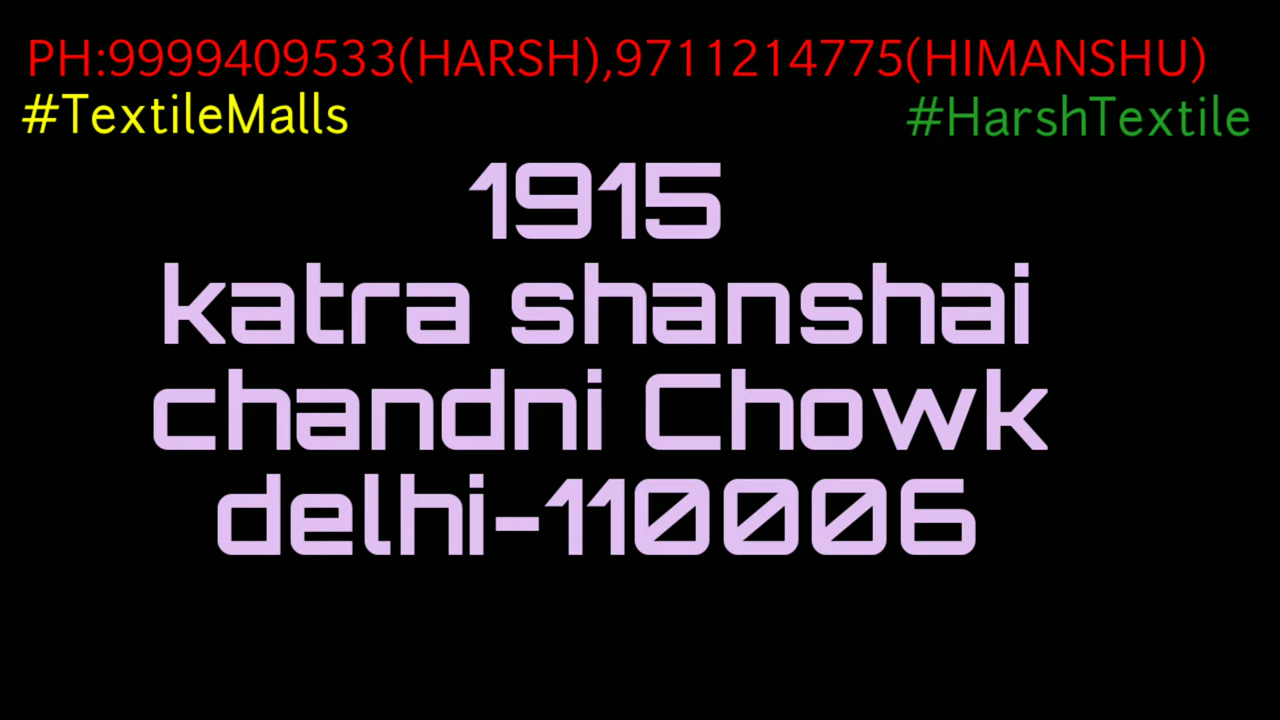 PH:9999409533(HARSH),9711214775(HIMANSHU)
#TextileMalls #HarshTextile
1915
katra shanshai
chandni Chowk
delhi-110006